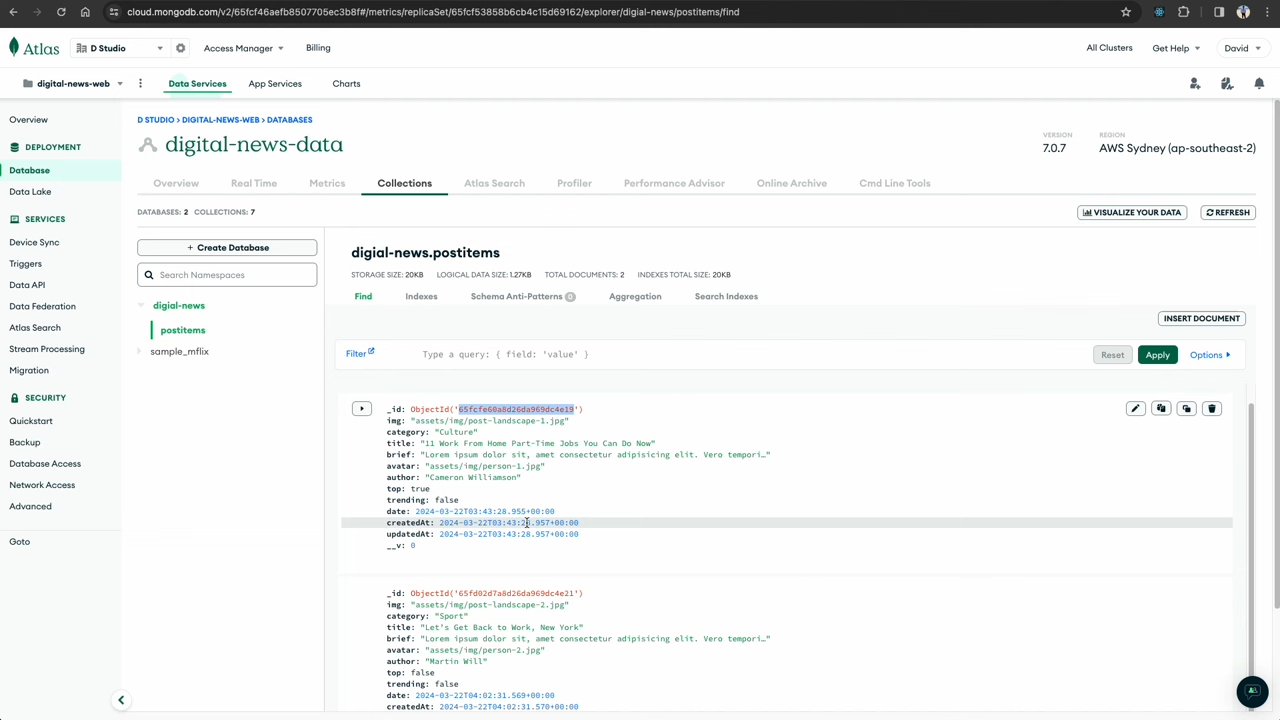 cloud.mongodb.com/v2/65fcf46aefb8507705ec3b8f#/metrics/replicaSet/65fcf53858b6cb4c15d69162/explorer/digial-news/postitems/find
Atlas
D Studio
Access Manager
Billing
All Clusters
Get Help
David
digital-news-web
Data Services
App Services
Charts
Overview
DEPLOYMENT
Database
Data Lake
SERVICES
Device Sync
Triggers
Data API
Data Federation
Atlas Search
Stream Processing
Migration
SECURITY
Quickstart
Backup
Database Access
Network Access
Advanced
Goto
D STUDIO > DIGITAL-NEWS-WEB > DATABASES
digital-news-data
VERSION
7.0.7
REGION
AWS Sydney (ap-southeast-2)
Overview
Real Time
Metrics
Collections
Atlas Search
Profiler
Performance Advisor
Online Archive
Cmd Line Tools
DATABASES: 2 COLLECTIONS: 7
VISUALIZE YOUR DATA
REFRESH
+ Create Database
Search Namespaces
digial-news
postitems
sample_mflix
digial-news.postitems
STORAGE SIZE: 20KB LOGICAL DATA SIZE: 1.27KB TOTAL DOCUMENTS: 2 INDEXES TOTAL SIZE: 20KB
Find
Indexes
Schema Anti-Patterns 0
Aggregation
Search Indexes
INSERT DOCUMENT
Filter
Type a query: { field: 'value' }
Reset
Apply
Options
_id: ObjectId('65fcfe60a8d26da969dc4e19')
img: "assets/img/post-landscape-1.jpg"
category: "Culture"
title: "11 Work From Home Part-Time Jobs You Can Do Now"
brief: "Lorem ipsum dolor sit, amet consectetur adipisicing elit. Vero tempori…"
avatar: "assets/img/person-1.jpg"
author: "Cameron Williamson"
top: true
trending: false
date: 2024-03-22T03:43:28.955+00:00
createdAt: 2024-03-22T03:43:28.957+00:00
updatedAt: 2024-03-22T03:43:28.957+00:00
__v: 0
_id: ObjectId('65fd02d7a8d26da969dc4e21')
img: "assets/img/post-landscape-2.jpg"
category: "Sport"
title: "Let's Get Back to Work, New York"
brief: "Lorem ipsum dolor sit, amet consectetur adipisicing elit. Vero tempori…"
avatar: "assets/img/person-2.jpg"
author: "Martin Will"
top: false
trending: false
date: 2024-03-22T04:02:31.569+00:00
createdAt: 2024-03-22T04:02:31.570+00:00